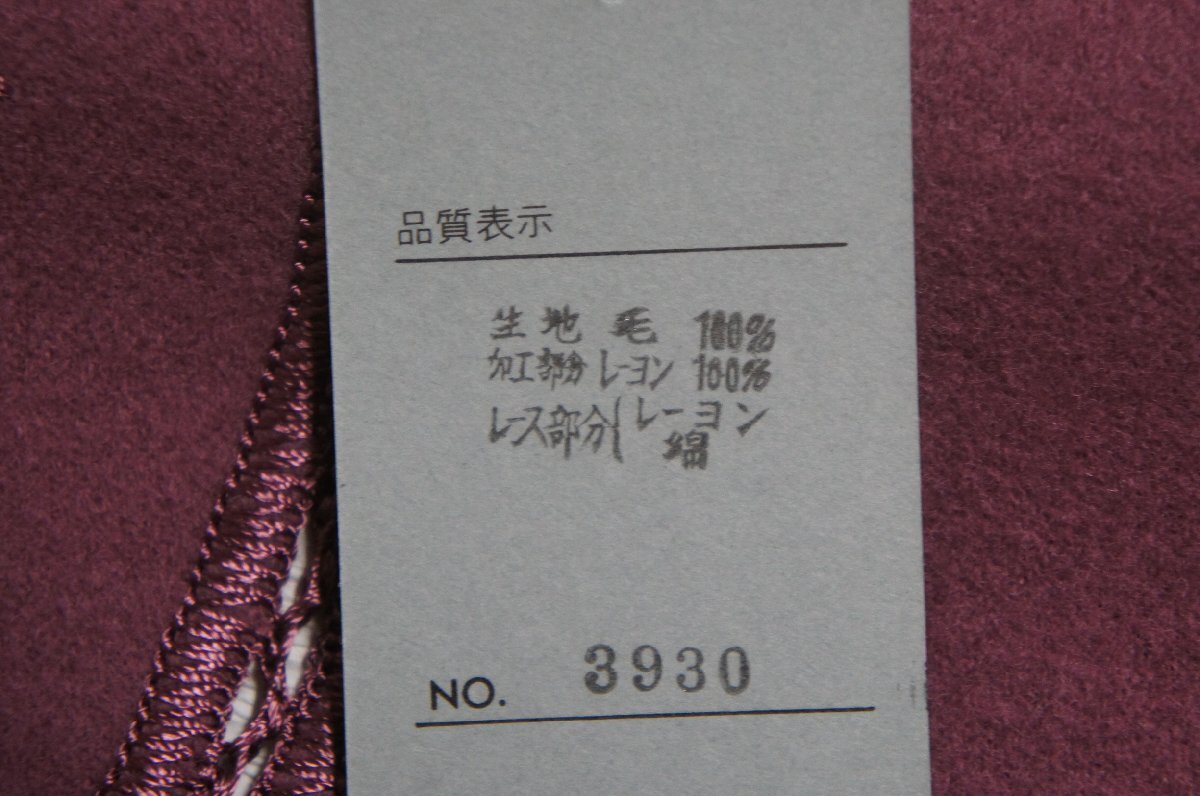 品質表示
生地 毛 100%
加工部分 レーヨン 100%
レース部分{レーヨン
綿
NO. 3930